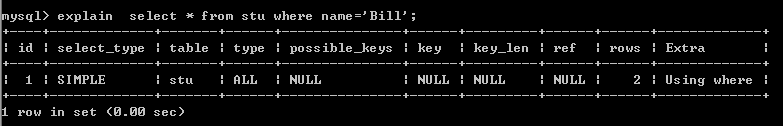 mysql> explain  select * from stu where name='Bill';
+----+-------------+-------+------+---------------+------+---------+------+------+-------------+
| id | select_type | table | type | possible_keys | key  | key_len | ref  | rows | Extra       |
+----+-------------+-------+------+---------------+------+---------+------+------+-------------+
|  1 | SIMPLE      | stu   | ALL  | NULL          | NULL | NULL    | NULL |    2 | Using where |
+----+-------------+-------+------+---------------+------+---------+------+------+-------------+
1 row in set (0.00 sec)